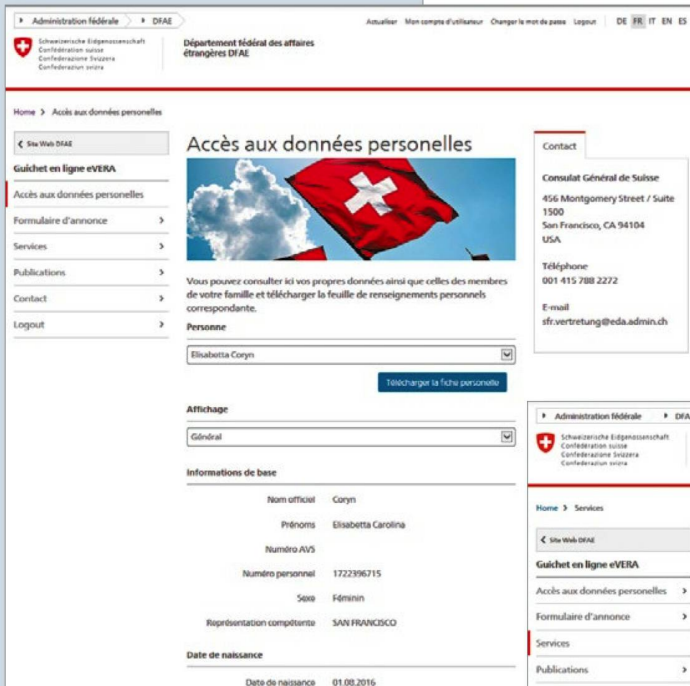 Administration fédérale DFAE
Actualiser Mon compte d'utilisateur Changer le mot de passe Logout DE FR IT EN ES
Schweizerische Eidgenossenschaft
Confédération suisse
Confederazione Svizzera
Confederaziun svizra
Département fédéral des affaires
étrangères DFAE
Home > Accès aux données personelles
Site Web DFAE
Guichet en ligne eVERA
Accès aux données personelles
Formulaire d'annonce
Services
Publications
Contact
Logout
Accès aux données personelles
Vous pouvez consulter ici vos propres données ainsi que celles des membres
de votre famille et télécharger la feuille de renseignements personnels
correspondante.
Personne
Elisabetta Coryn
Télécharger la fiche personelle
Affichage
Général
Informations de base
Nom officiel Coryn
Prénoms Elisabetta Carolina
Numéro AVS
Numéro personnel 1722396715
Sexe Féminin
Représentation compétente SAN FRANCISCO
Date de naissance
Date de naissance 01.08.2016
Contact
Consulat Général de Suisse
456 Montgomery Street / Suite
1500
San Francisco, CA 94104
USA
Téléphone
001 415 788 2272
E-mail
sfr.vertretung@eda.admin.ch
Administration fédérale DFA
Schweizerische Eidgenossenschaft
Confédération suisse
Confederazione Svizzera
Confederaziun svizra
Home > Services
Site Web DFAE
Guichet en ligne eVERA
Accès aux données personelles
Formulaire d'annonce
Services
Publications